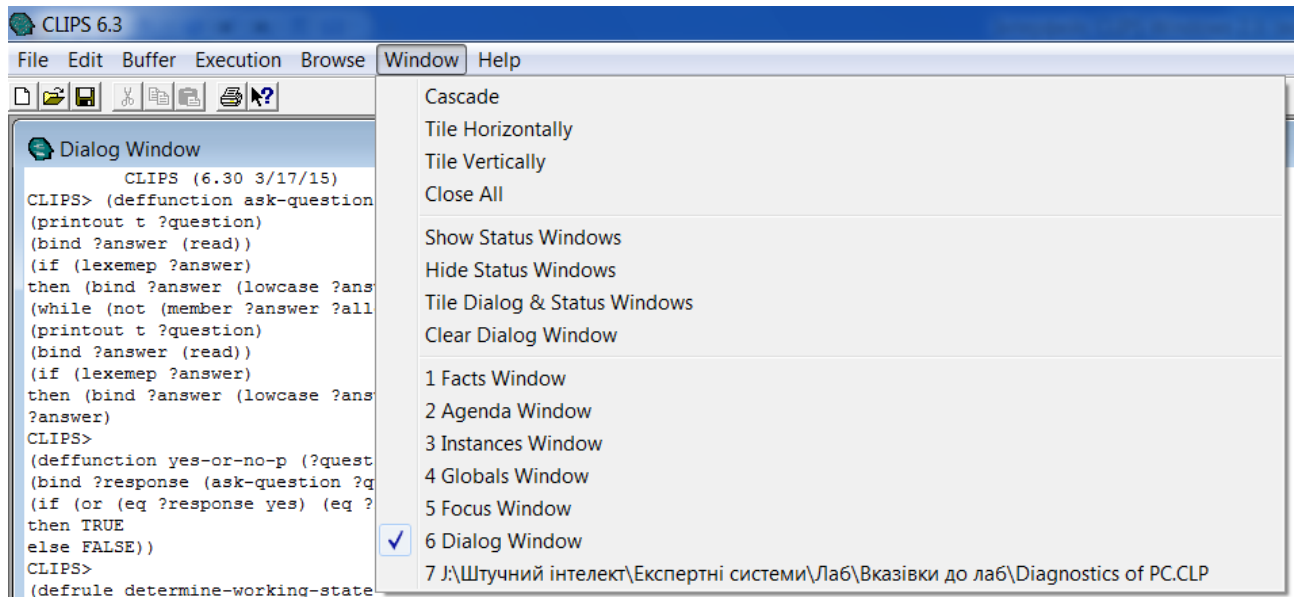 CLIPS 6.3
File Edit Buffer Execution Browse Window Help
Cascade
Tile Horizontally
Tile Vertically
Close All
Show Status Windows
Hide Status Windows
Tile Dialog & Status Windows
Clear Dialog Window
1 Facts Window
2 Agenda Window
3 Instances Window
4 Globals Window
5 Focus Window
6 Dialog Window
7 J:\Штучний інтелект\Експертні системи\Лаб\Вказівки до лаб\Diagnostics of PC.CLP
Dialog Window
CLIPS (6.30 3/17/15)
CLIPS> (deffunction ask-question
(printout t ?question)
(bind ?answer (read))
(if (lexemep ?answer)
then (bind ?answer (lowcase ?ans
(while (not (member ?answer ?all
(printout t ?question)
(bind ?answer (read))
(if (lexemep ?answer)
then (bind ?answer (lowcase ?ans
?answer)
CLIPS>
(deffunction yes-or-no-p (?quest
(bind ?response (ask-question ?q
(if (or (eq ?response yes) (eq ?
then TRUE
else FALSE))
CLIPS>
(defrule determine-working-state